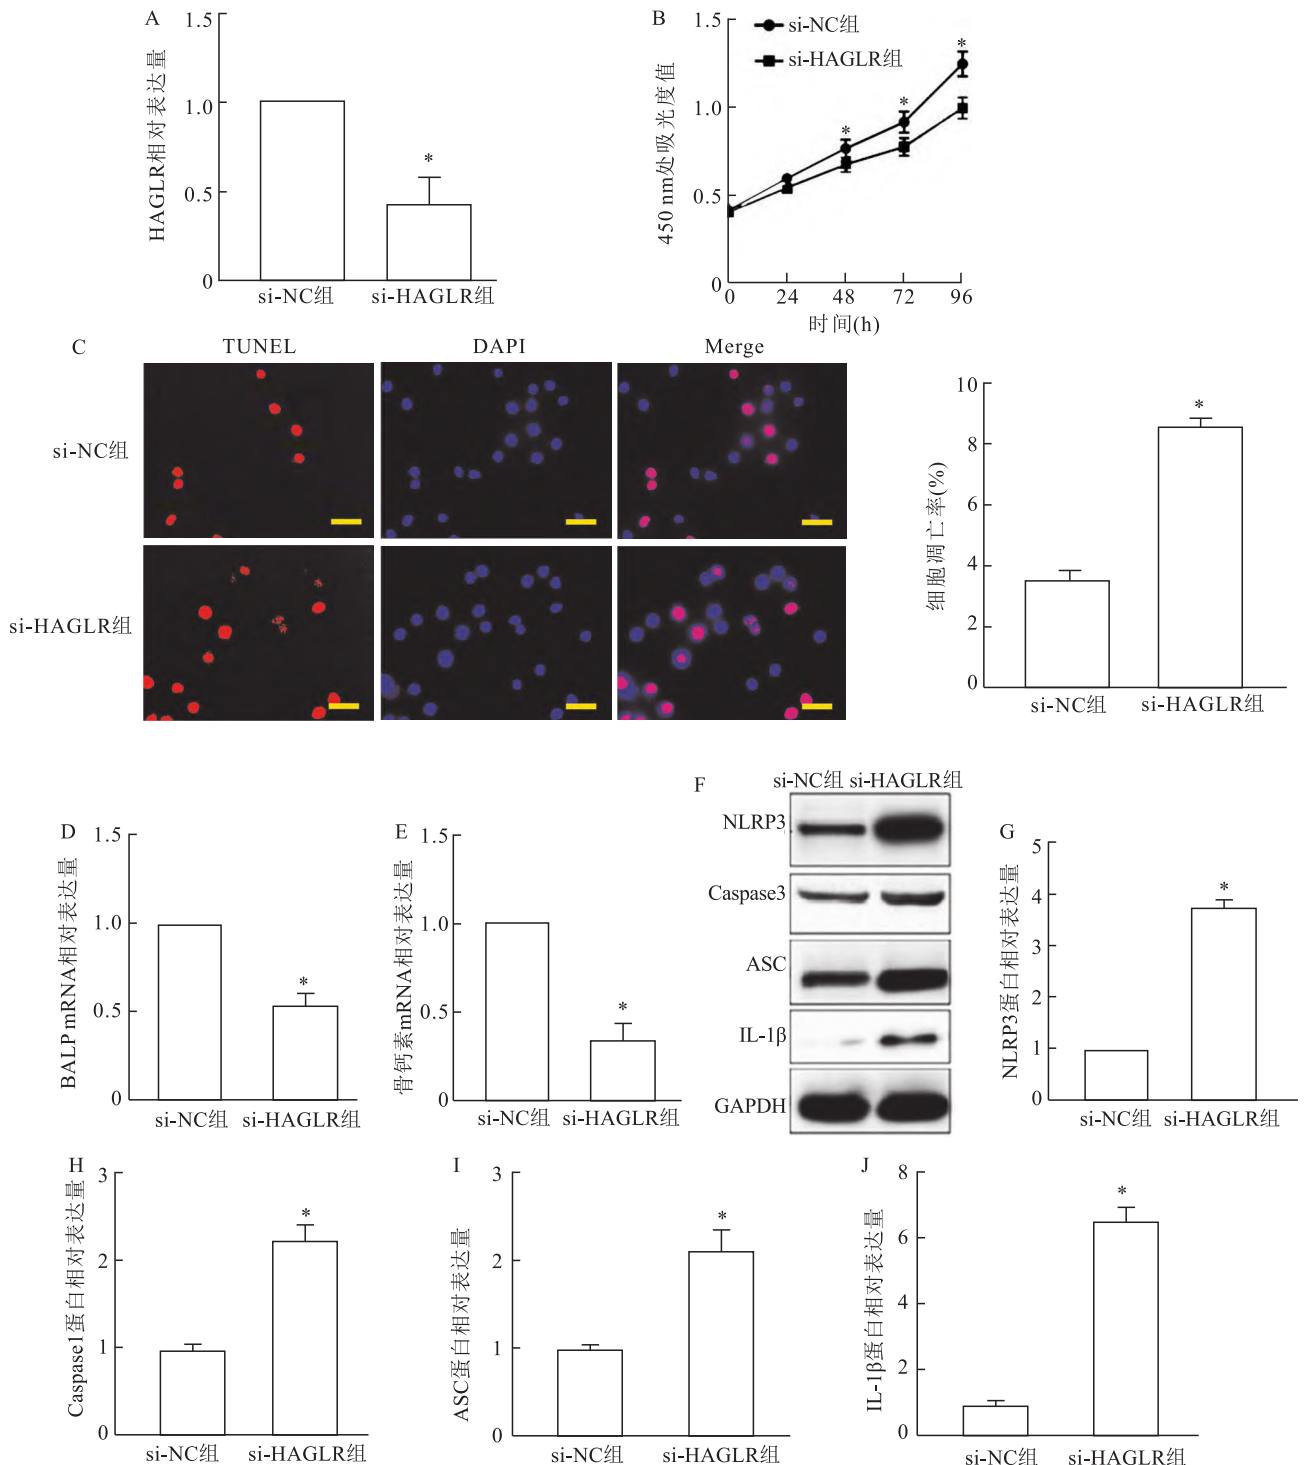 A
HAGLR相对表达量
1.5
1.0
0.5
0
*
si-NC组
si-HAGLR组
B
450 nm处吸光度值
1.5
1.0
0.5
0
si-NC组
si-HAGLR组
*
*
*
0 24 48 72 96
时间(h)
C
TUNEL DAPI Merge
si-NC组
si-HAGLR组
细胞凋亡率(%)
10
8
6
4
2
0
*
si-NC组
si-HAGLR组
D
BALP mRNA相对表达量
1.5
1.0
0.5
0
*
si-NC组 si-HAGLR组
E
骨钙素mRNA相对表达量
1.5
1.0
0.5
0
*
si-NC组 si-HAGLR组
F
si-NC组 si-HAGLR组
NLRP3
Caspase3
ASC
IL-1β
GAPDH
G
NLRP3蛋白相对表达量
5
4
3
2
1
0
*
si-NC组 si-HAGLR组
H
Caspase1蛋白相对表达量
3
2
1
0
*
si-NC组 si-HAGLR组
I
ASC蛋白相对表达量
3
2
1
0
*
si-NC组 si-HAGLR组
J
IL-1β蛋白相对表达量
8
6
4
2
0
*
si-NC组 si-HAGLR组